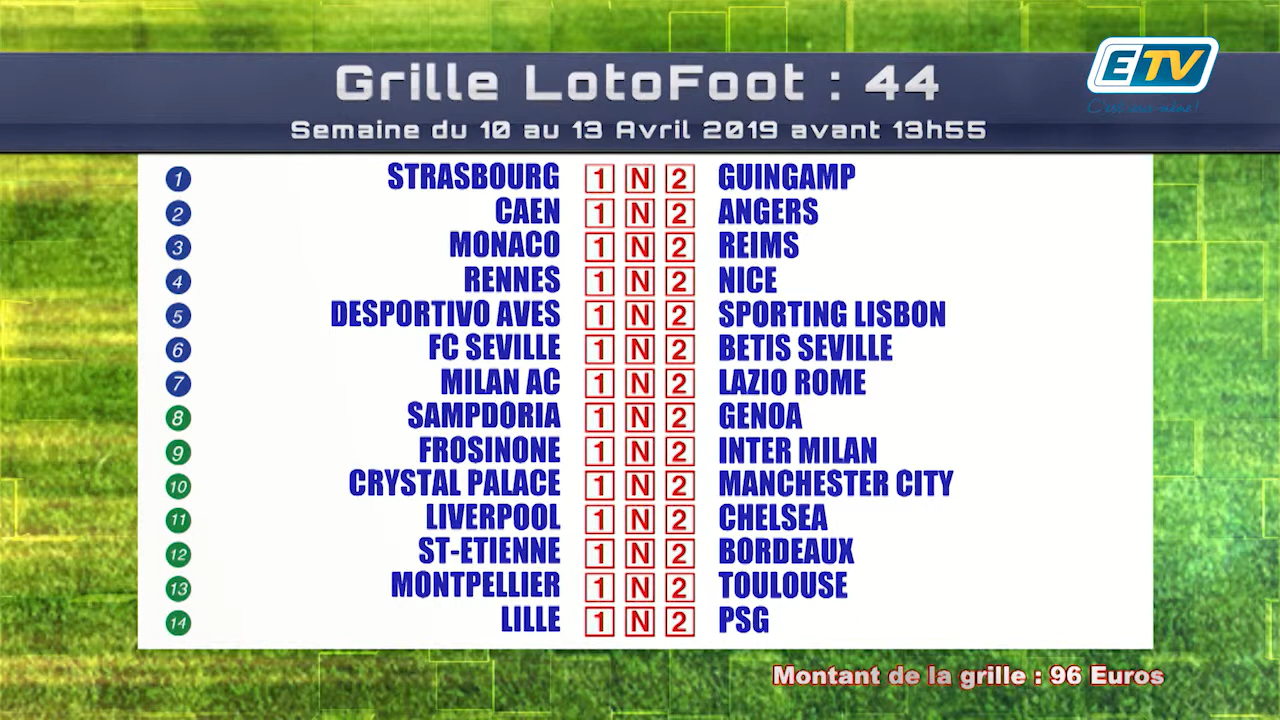 Grille LotoFoot : 44
ETV
C'est vous-même !
Semaine du 10 au 13 Avril 2019 avant 13h55
1 STRASBOURG 1 N 2 GUINGAMP
2 CAEN 1 N 2 ANGERS
3 MONACO 1 N 2 REIMS
4 RENNES 1 N 2 NICE
5 DESPORTIVO AVES 1 N 2 SPORTING LISBON
6 FC SEVILLE 1 N 2 BETIS SEVILLE
7 MILAN AC 1 N 2 LAZIO ROME
8 SAMPDORIA 1 N 2 GENOA
9 FROSINONE 1 N 2 INTER MILAN
10 CRYSTAL PALACE 1 N 2 MANCHESTER CITY
11 LIVERPOOL 1 N 2 CHELSEA
12 ST-ETIENNE 1 N 2 BORDEAUX
13 MONTPELLIER 1 N 2 TOULOUSE
14 LILLE 1 N 2 PSG
Montant de la grille : 96 Euros